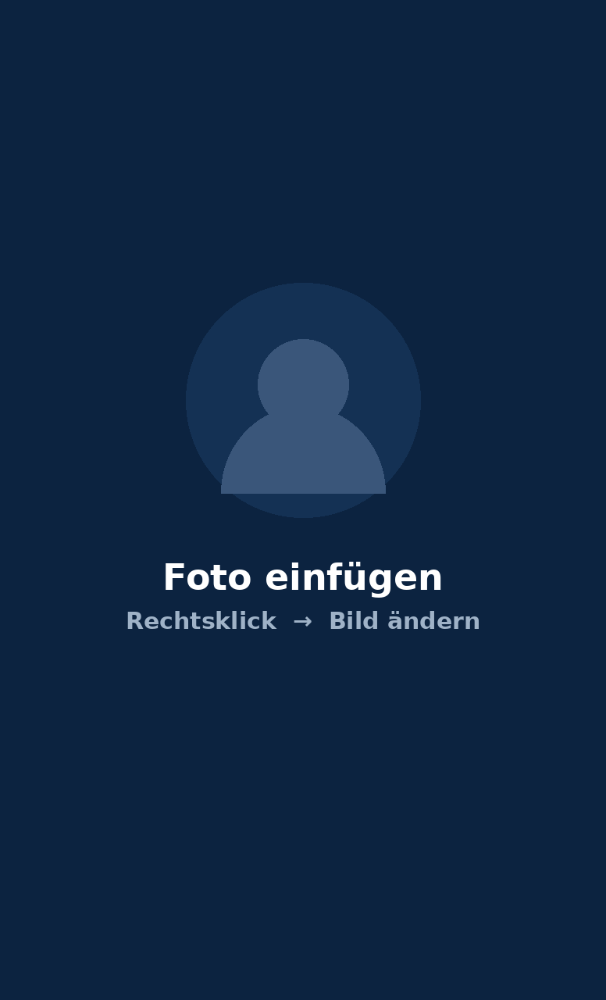 Foto einfügen
Rechtsklick → Bild ändern